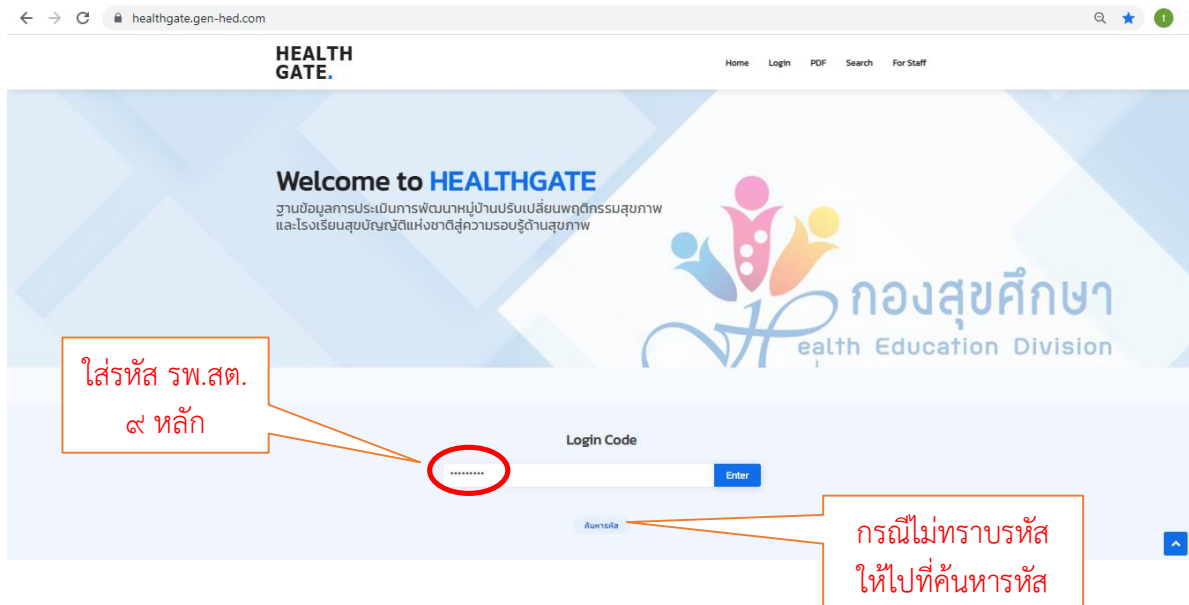 healthgate.gen-hed.com
t
HEALTH
GATE.
Home Login PDF Search For Staff
Welcome to HEALTHGATE
ฐานข้อมูลการประเมินการพัฒนาหมู่บ้านปรับเปลี่ยนพฤติกรรมสุขภาพ
และโรงเรียนสุขบัญญัติแห่งชาติสู่ความรอบรู้ด้านสุขภาพ
กองสุขศึกษา
Health Education Division
ใส่รหัส รพ.สต.
๙ หลัก
Login Code
•••••••••
Enter
ค้นหารหัส
กรณีไม่ทราบรหัส
ให้ไปที่ค้นหารหัส